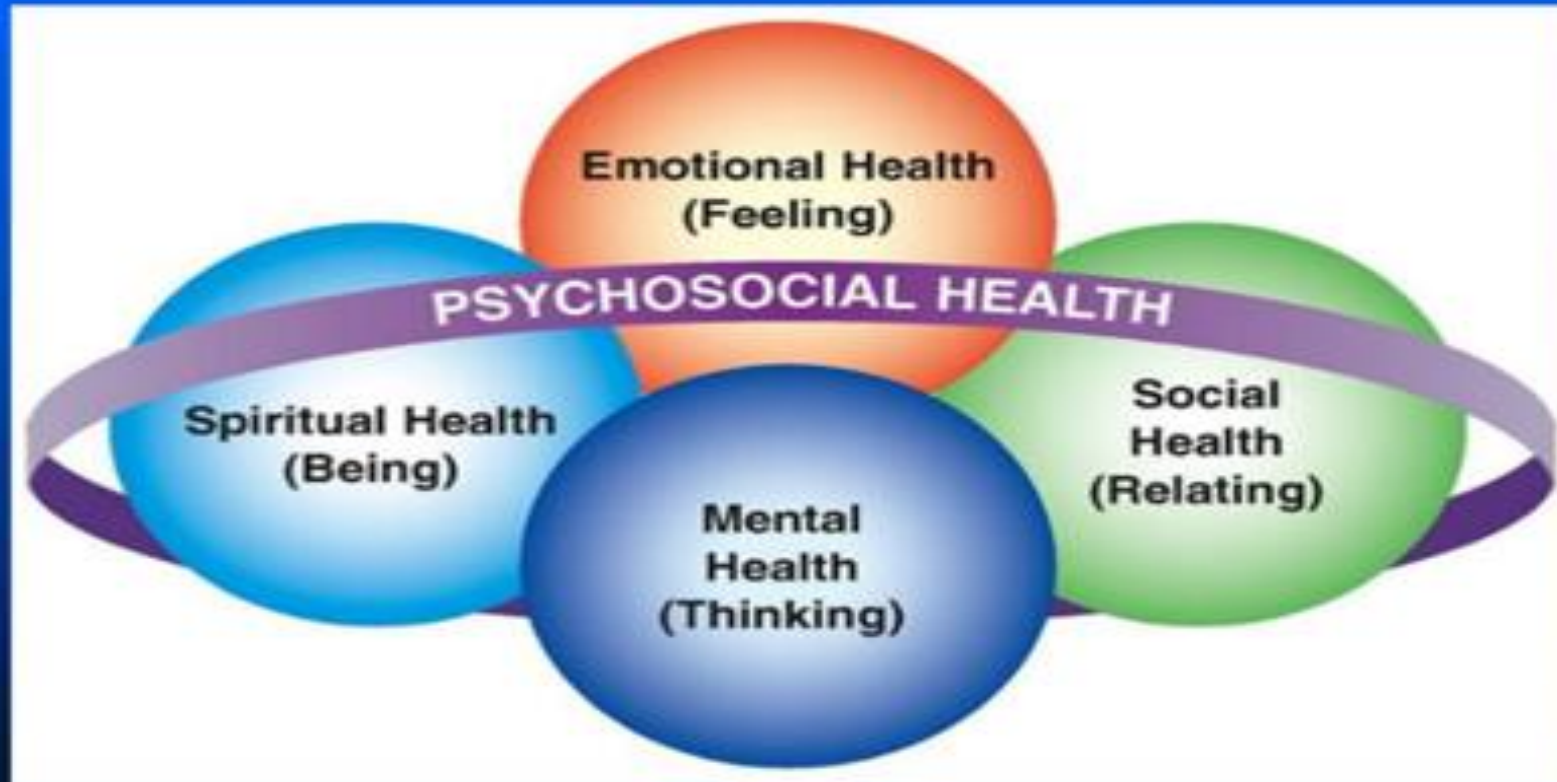 Emotional Health
(Feeling)
PSYCHOSOCIAL HEALTH
Spiritual Health
(Being)
Social
Health
(Relating)
Mental
Health
(Thinking)